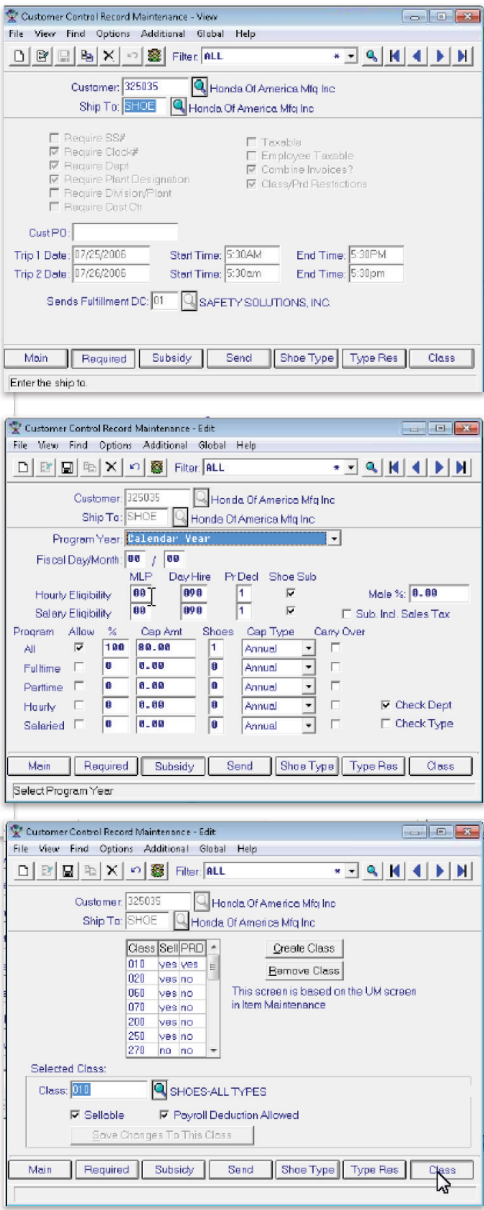 Customer Control Record Maintenance - View
File View Find Options Additional Global Help
Filter: ALL *
Customer: 325035 Honda Of America Mfg Inc
Ship To: SHOE Honda Of America Mfg Inc
Require SS# Taxable
Require Clock# Employee Taxable
Require Dept Combine Invoices?
Require Plant Designation Class/Prd Restrictions
Require Division/Plant
Require Cost Ctr
Cust PO:
Trip 1 Date: 07/25/2006 Start Time: 5:30AM End Time: 5:30PM
Trip 2 Date: 07/26/2006 Start Time: 5:30am End Time: 5:30pm
Sends Fulfillment DC: 01 SAFETY SOLUTIONS, INC.
Main Required Subsidy Send Shoe Type Type Res Class
Enter the ship to.
Customer Control Record Maintenance - Edit
File View Find Options Additional Global Help
Filter: ALL *
Customer: 325035 Honda Of America Mfg Inc
Ship To: SHOE Honda Of America Mfg Inc
Program Year: Calendar Year
Fiscal Day/Month: 00 / 00
MLP Day Hire Pr Ded Shoe Sub
Hourly Eligibility 00 090 1 Male %: 0.00
Salary Eligibility 00 090 1 Sub. Incl. Sales Tax
Program Allow % Cap Amt Shoes Cap Type Carry Over
All 100 80.00 1 Annual
Fulltime 0 0.00 0 Annual
Parttime 0 0.00 0 Annual
Hourly 0 0.00 0 Annual Check Dept
Salaried 0 0.00 0 Annual Check Type
Main Required Subsidy Send Shoe Type Type Res Class
Select Program Year
Customer Control Record Maintenance - Edit
File View Find Options Additional Global Help
Filter: ALL *
Customer: 325035 Honda Of America Mfg Inc
Ship To: SHOE Honda Of America Mfg Inc
Class Sell PRD Create Class
010 yes yes
020 yes no Remove Class
060 yes no This screen is based on the UM screen
070 yes no in Item Maintenance
200 yes no
250 yes no
270 no no
Selected Class:
Class: 010 SHOES-ALL TYPES
Sellable Payroll Deduction Allowed
Save Changes To This Class
Main Required Subsidy Send Shoe Type Type Res Class